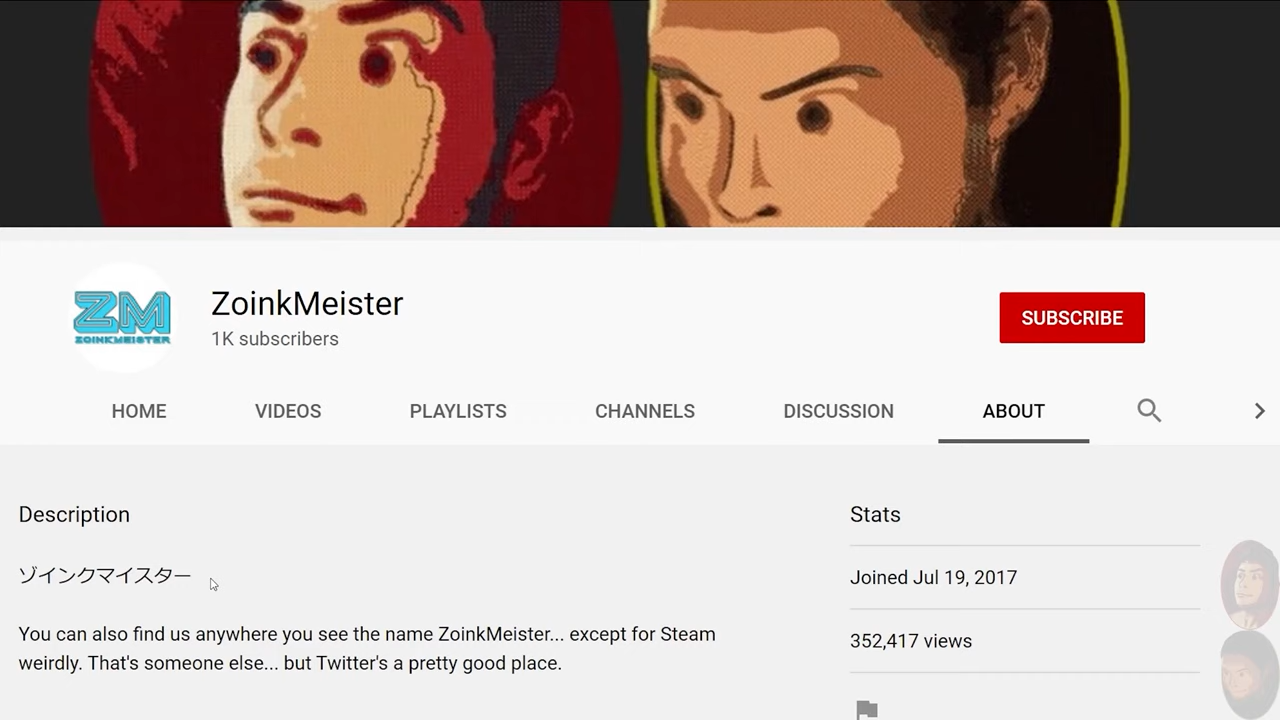 ZM
ZOINKMEISTER
ZoinkMeister
1K subscribers
SUBSCRIBE
HOME VIDEOS PLAYLISTS CHANNELS DISCUSSION ABOUT
Description
ゾインクマイスター
You can also find us anywhere you see the name ZoinkMeister... except for Steam
weirdly. That's someone else... but Twitter's a pretty good place.
Stats
Joined Jul 19, 2017
352,417 views